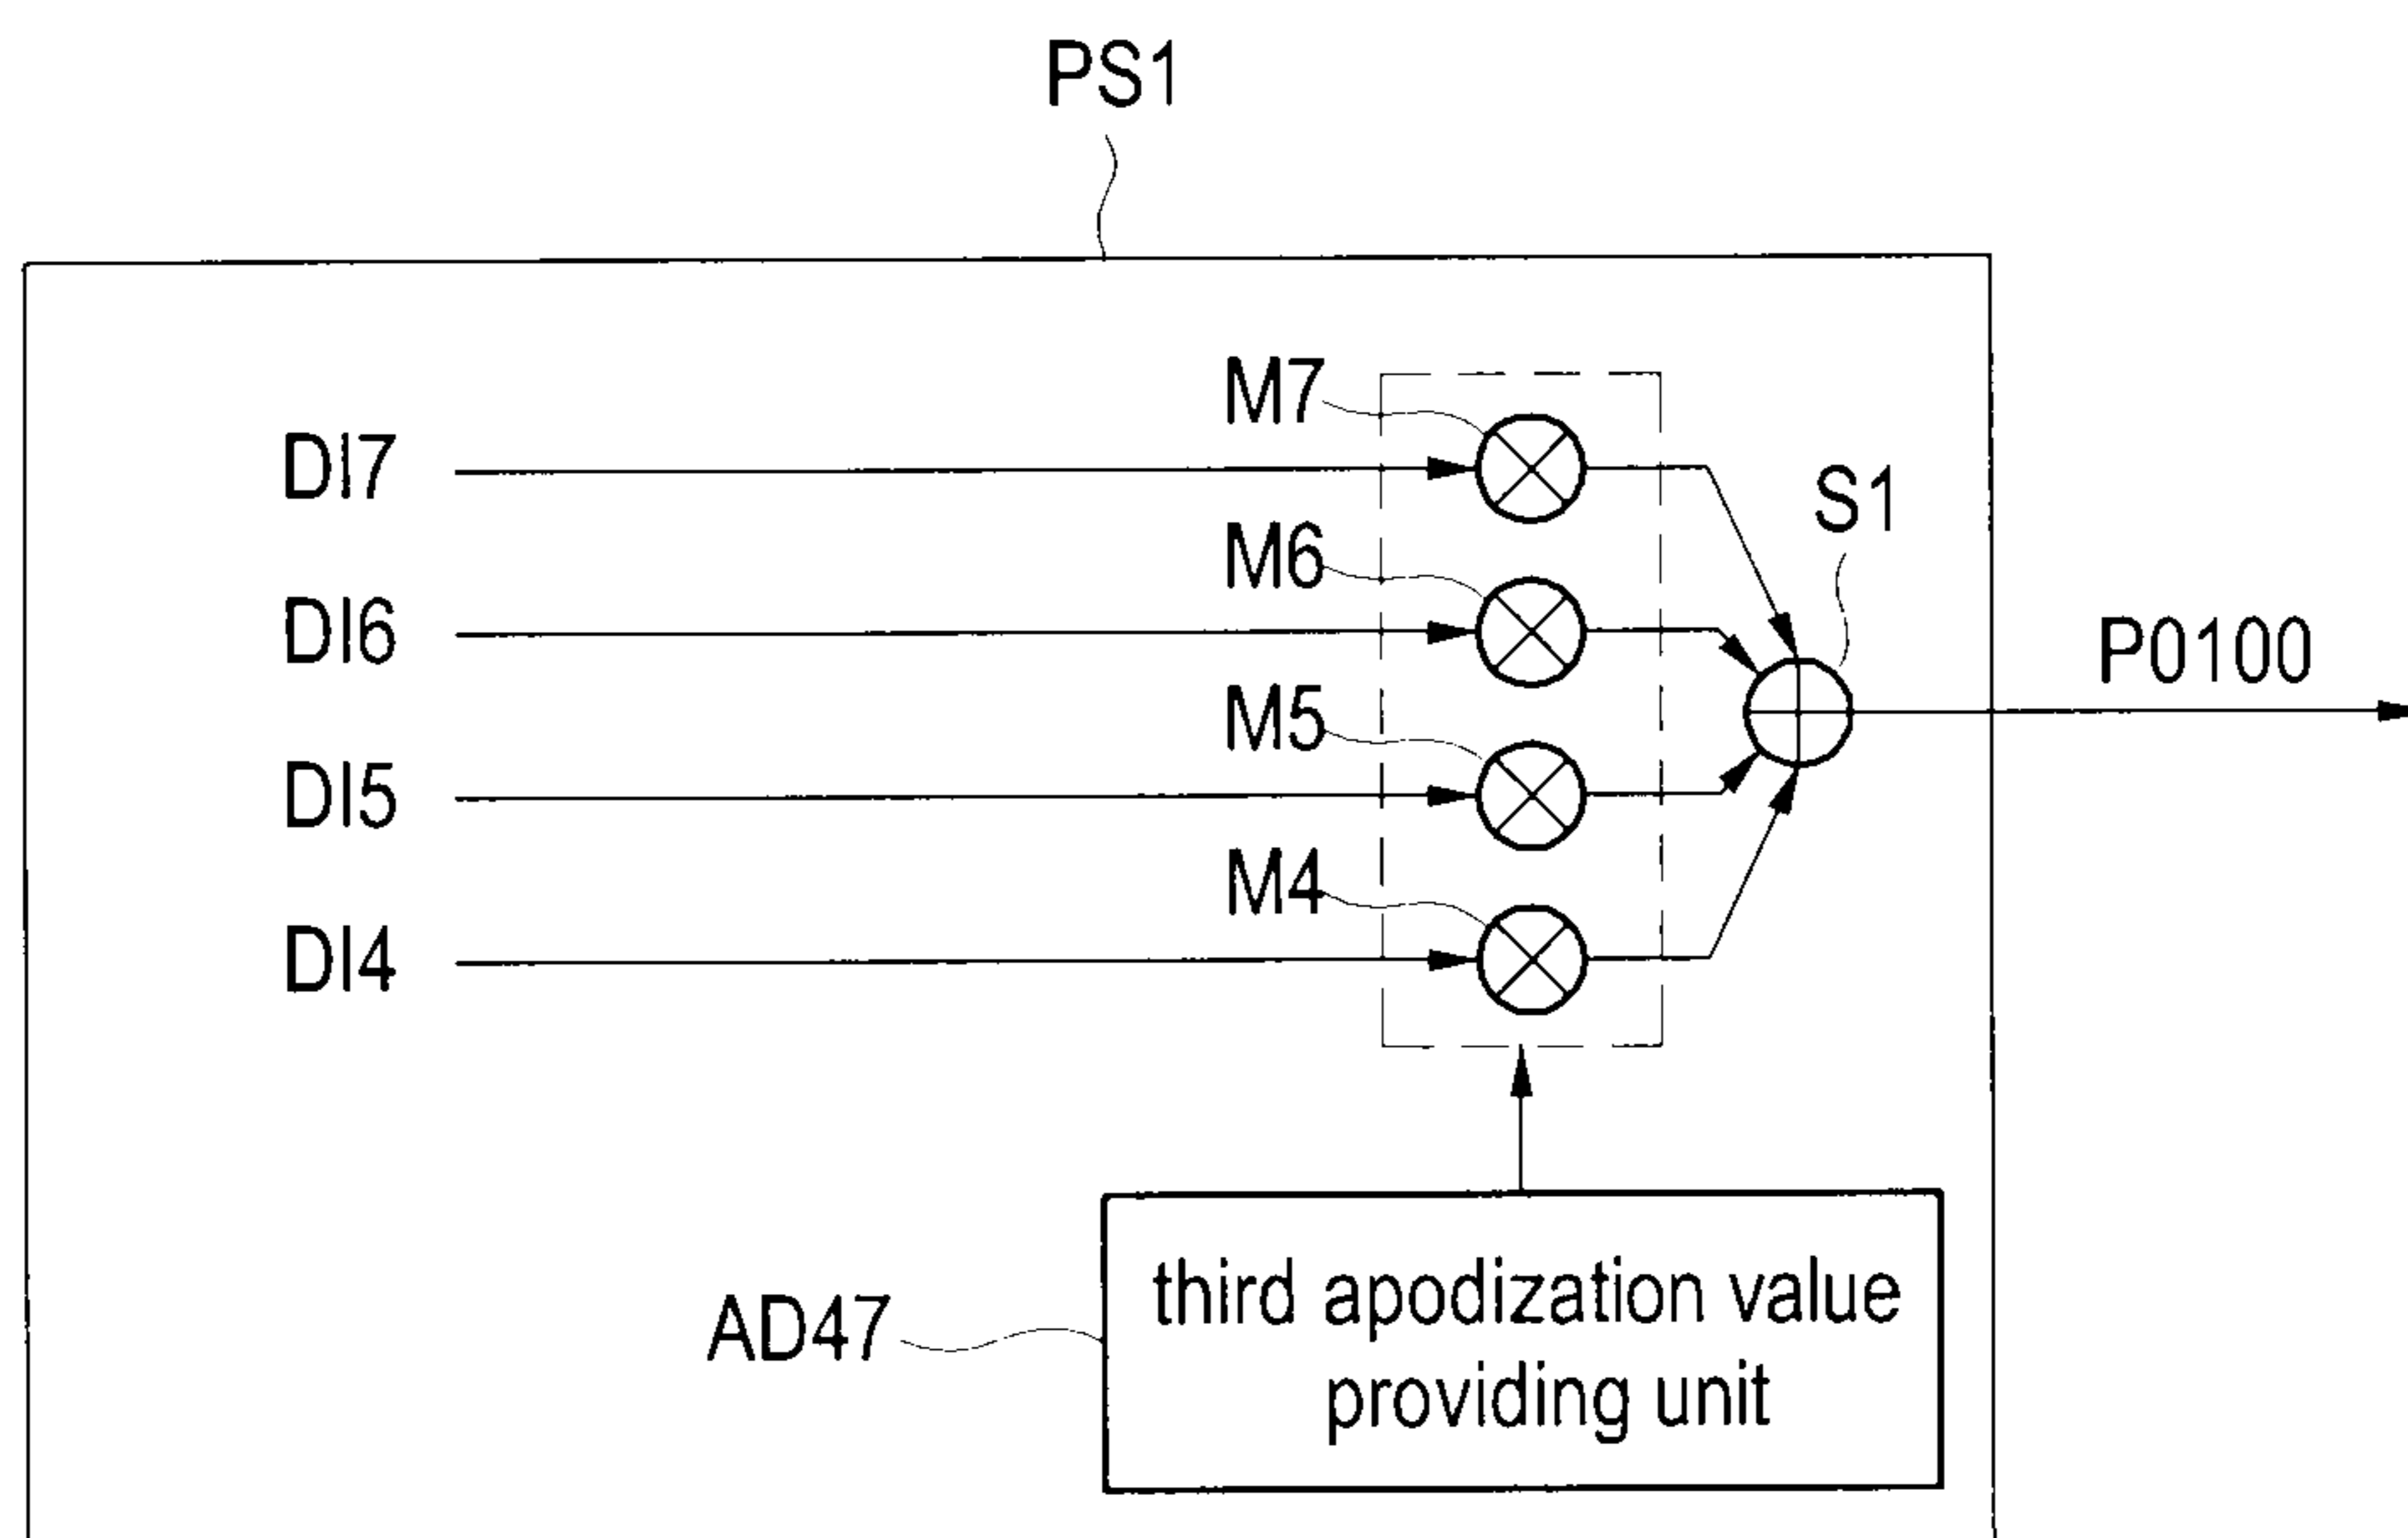 PS1
M7
DI7
S1
M6
DI6
P0100
M5
DI5
M4
DI4
third apodization value
providing unit
AD47